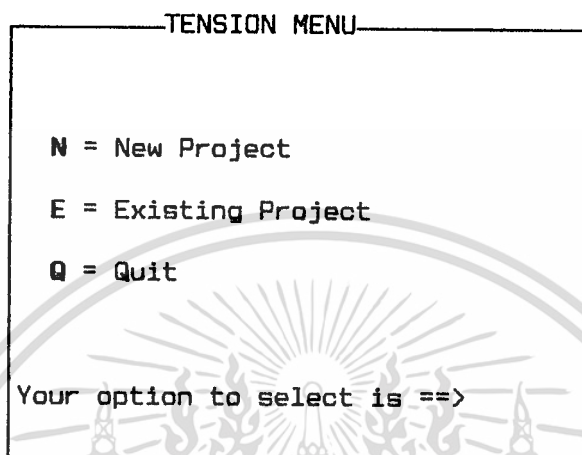 TENSION MENU
N = New Project
E = Existing Project
Q = Quit
Your option to select is ==>